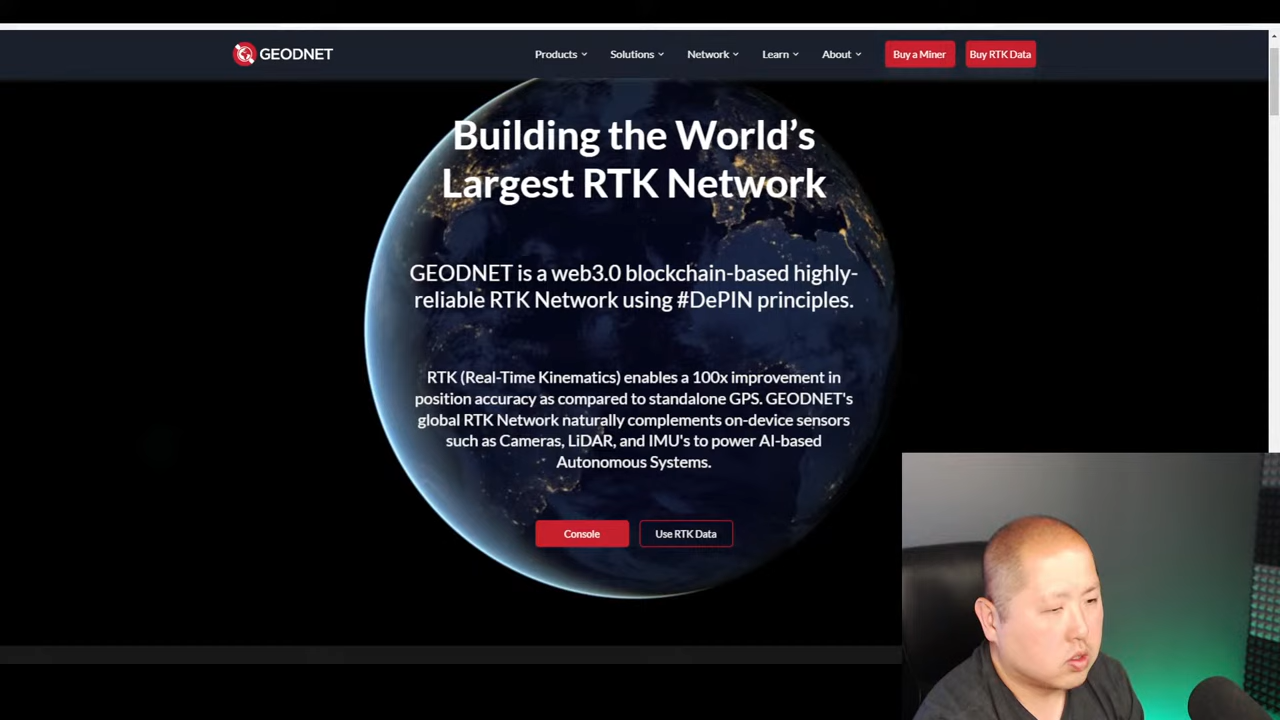 GEODNET
Products
Solutions
Network
Learn
About
Buy a Miner
Buy RTK Data
Building the World’s
Largest RTK Network
GEODNET is a web3.0 blockchain-based highly-
reliable RTK Network using #DePIN principles.
RTK (Real-Time Kinematics) enables a 100x improvement in
position accuracy as compared to standalone GPS. GEODNET's
global RTK Network naturally complements on-device sensors
such as Cameras, LiDAR, and IMU's to power AI-based
Autonomous Systems.
Console
Use RTK Data